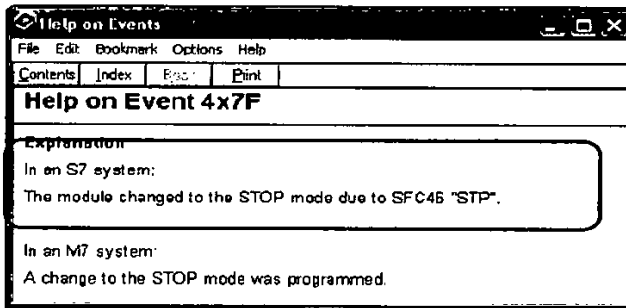 Help on Events
File Edit Bookmark Options Help
Contents Index Print
Help on Event 4x7F
Explanation
In an S7 system:
The module changed to the STOP mode due to SFC46 "STP".
In an M7 system:
A change to the STOP mode was programmed.